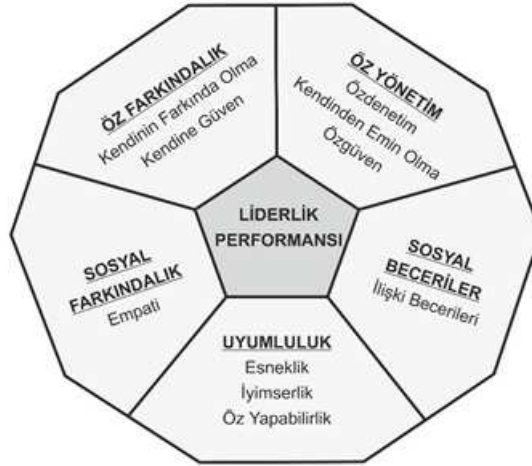 ÖZ FARKINDALIK
Kendinin Farkında Olma
Kendine Güven
ÖZ YÖNETİM
Özdenetim
Kendinden Emin Olma
Özgüven
LİDERLİK
PERFORMANSI
SOSYAL
FARKINDALIK
Empati
SOSYAL
BECERİLER
İlişki Becerileri
UYUMLULUK
Esneklik
İyimserlik
Öz Yapabilirlik